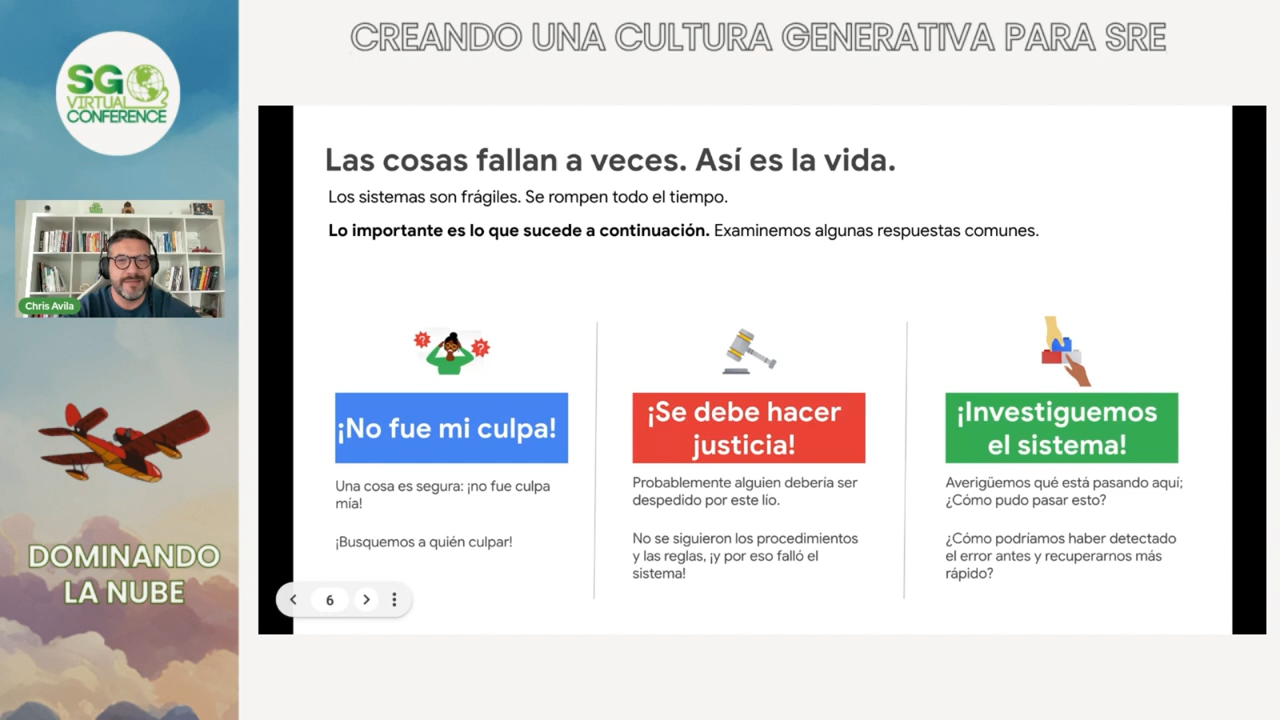 CREANDO UNA CULTURA GENERATIVA PARA SRE
SG
VIRTUAL
CONFERENCE
Chris Avila
DOMINANDO
LA NUBE
Las cosas fallan a veces. Así es la vida.
Los sistemas son frágiles. Se rompen todo el tiempo.
Lo importante es lo que sucede a continuación. Examinemos algunas respuestas comunes.
? ?
¡No fue mi culpa!
Una cosa es segura: ¡no fue culpa
mía!
¡Busquemos a quién culpar!
¡Se debe hacer
justicia!
Probablemente alguien debería ser
despedido por este lío.
No se siguieron los procedimientos
y las reglas, ¡y por eso falló el
sistema!
¡Investiguemos
el sistema!
Averigüemos qué está pasando aquí;
¿Cómo pudo pasar esto?
¿Cómo podríamos haber detectado
el error antes y recuperarnos más
rápido?
6